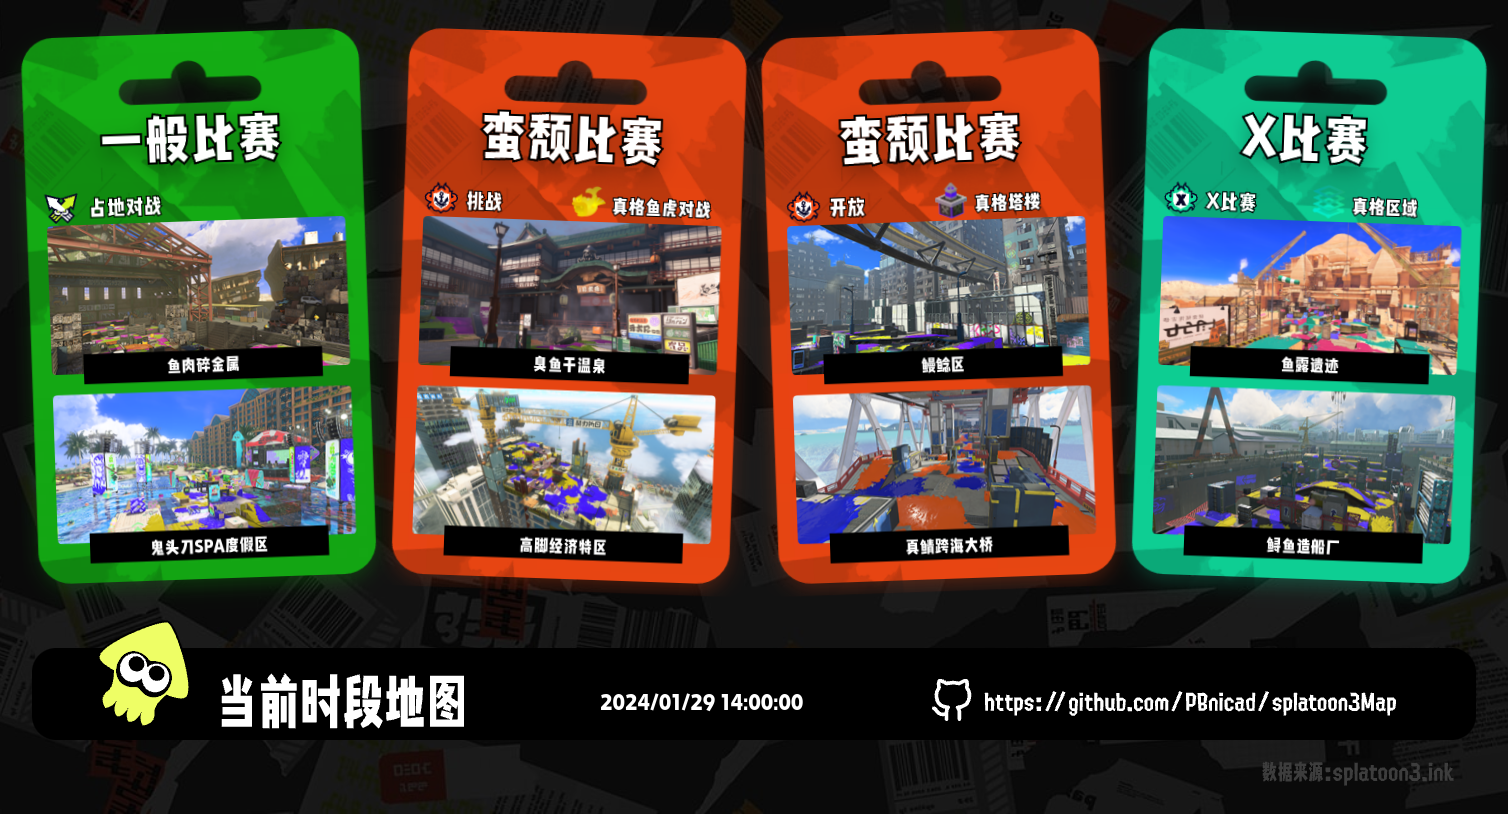 一般比赛
占地对战
鱼肉碎金属
鬼头刀SPA度假区
蛮颓比赛
挑战
真格鱼虎对战
臭鱼干温泉
高脚经济特区
蛮颓比赛
开放
真格塔楼
鳗鲶区
真鲭跨海大桥
X比赛
X比赛
真格区域
鱼露遗迹
鲟鱼造船厂
当前时段地图
2024/01/29 14:00:00
https://github.com/PBnicad/splatoon3Map
数据来源:splatoon3.ink